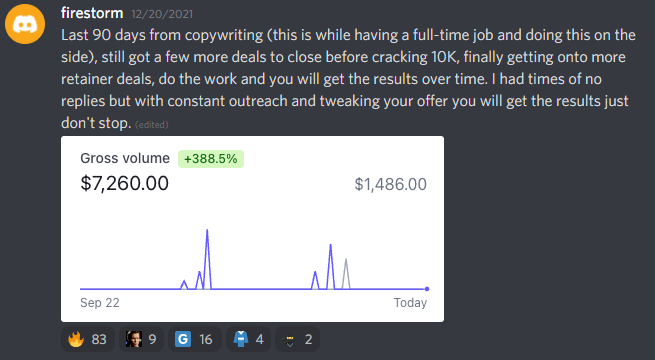 firestorm 12/20/2021
Last 90 days from copywriting (this is while having a full-time job and doing this on the
side), still got a few more deals to close before cracking 10K, finally getting onto more
retainer deals, do the work and you will get the results over time. I had times of no
replies but with constant outreach and tweaking your offer you will get the results just
don't stop. (edited)
Gross volume +388.5%
$7,260.00 $1,486.00
Sep 22 Today
83 9 G 16 4 2